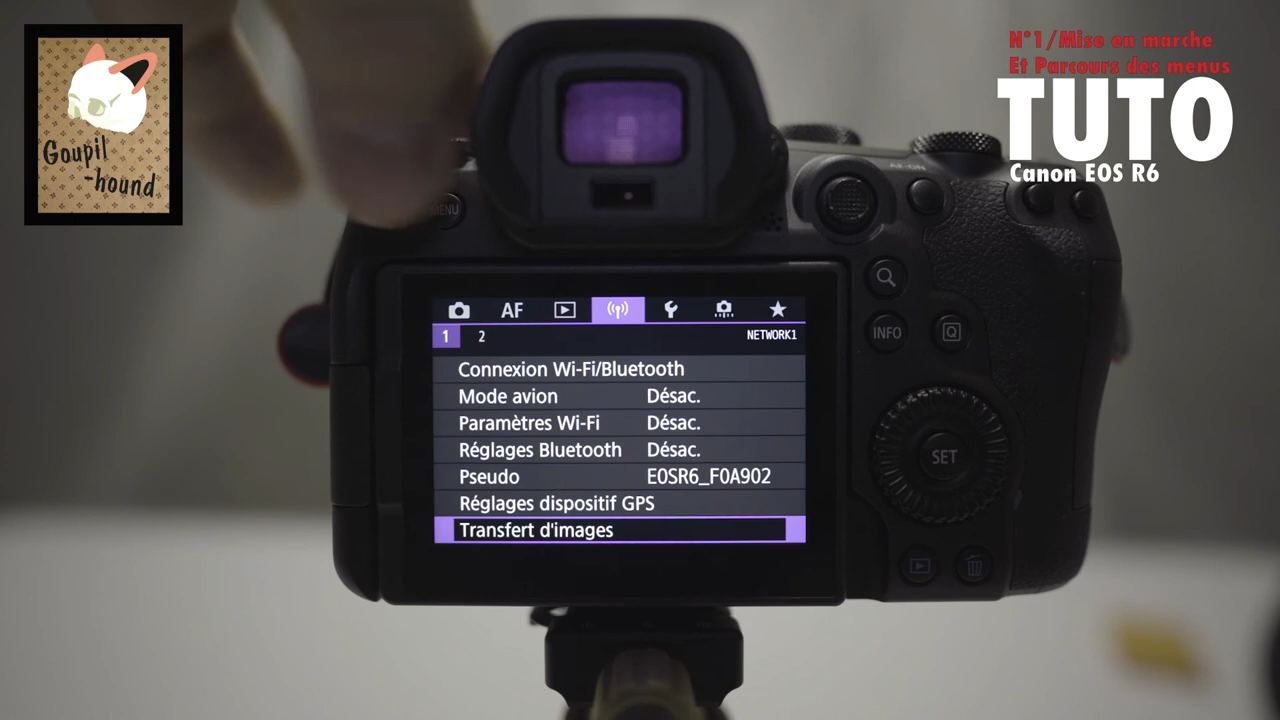 Goupil
-hound
N°1/Mise en marche
Et Parcours des menus
TUTO
Canon EOS R6
MENU
AF-ON
INFO
Q
SET
AF
1 2 NETWORK1
Connexion Wi-Fi/Bluetooth
Mode avion Désac.
Paramètres Wi-Fi Désac.
Réglages Bluetooth Désac.
Pseudo EOSR6_F0A902
Réglages dispositif GPS
Transfert d'images